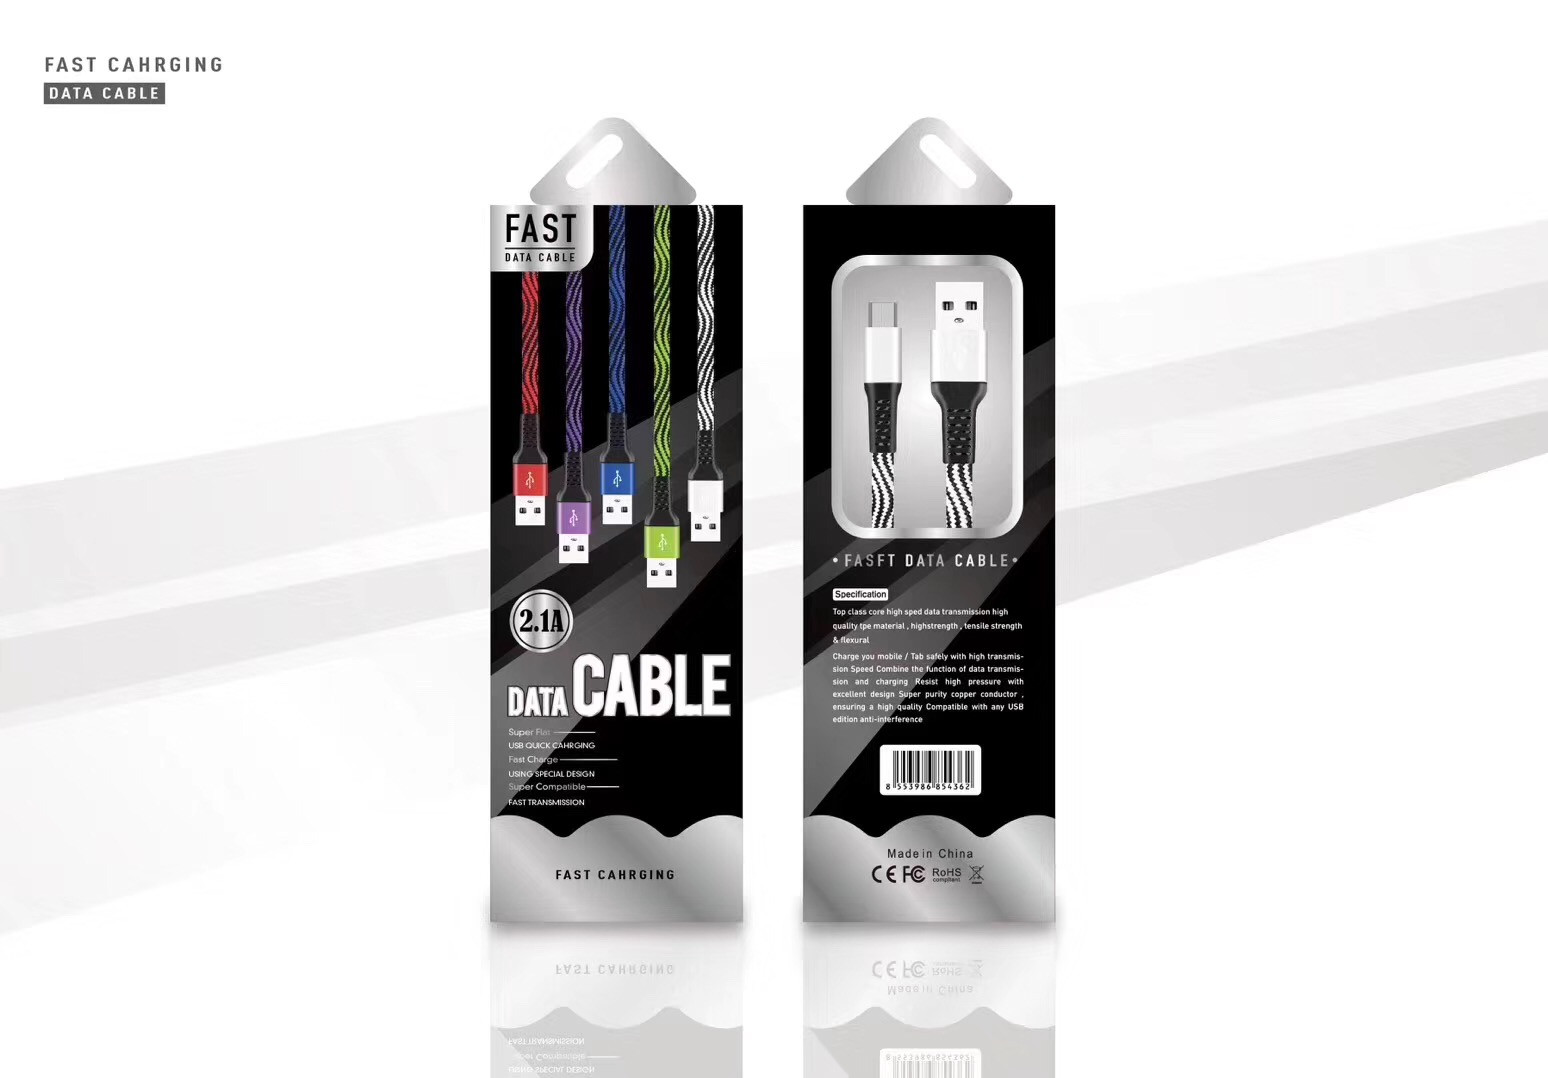 FAST CAHRGING
DATA CABLE
FAST
DATA CABLE
2.1A
DATA CABLE
Super Flat
USB QUICK CAHRGING
Fast Charge
USING SPECIAL DESIGN
Super Compatible
FAST TRANSMISSION
FAST CAHRGING
•FASFT DATA CABLE•
Specification
Top class core high sped data transmission high
quality tpe material , highstrength , tensile strength
& flexural
Charge you mobile / Tab safely with high transmis-
sion Speed Combine the function of data transmis-
sion and charging Resist high pressure with
excellent design Super purity copper conductor ,
ensuring a high quality Compatible with any USB
edition anti-interference
8 553986 854362
Made in China
CE FC RoHS
compliant